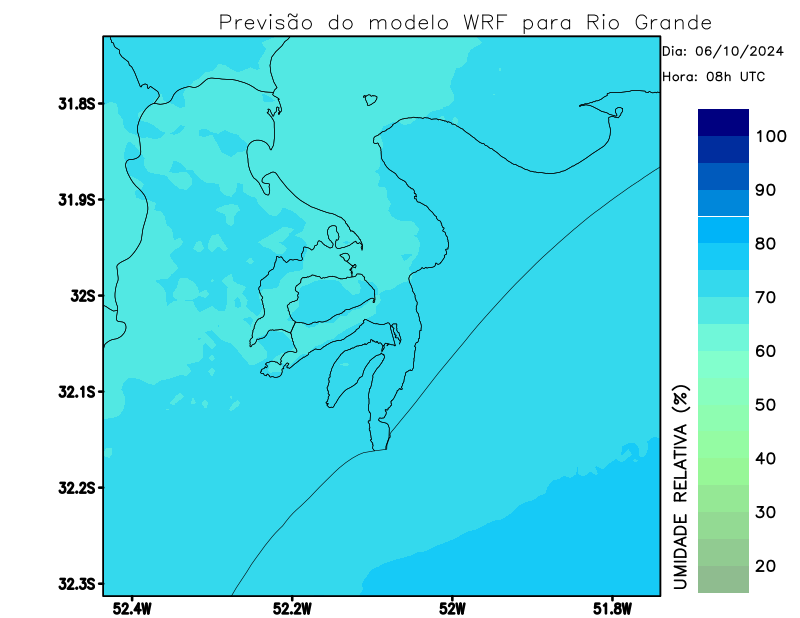 Previsão do modelo WRF para Rio Grande
Dia: 06/10/2024
Hora: 08h UTC
31.8S
31.9S
32S
32.1S
32.2S
32.3S
52.4W
52.2W
52W
51.8W
100
90
80
70
60
50
40
30
20
UMIDADE RELATIVA (%)